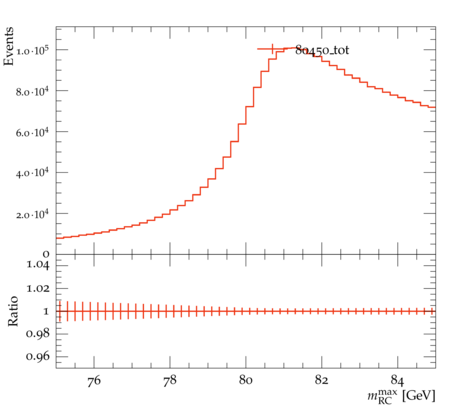 Events
1.0·10⁵
8.0·10⁴
6.0·10⁴
4.0·10⁴
2.0·10⁴
0
80450_tot
Ratio
1.04
1.02
1
0.98
0.96
76 78 80 82 84
m_RC^max [GeV]